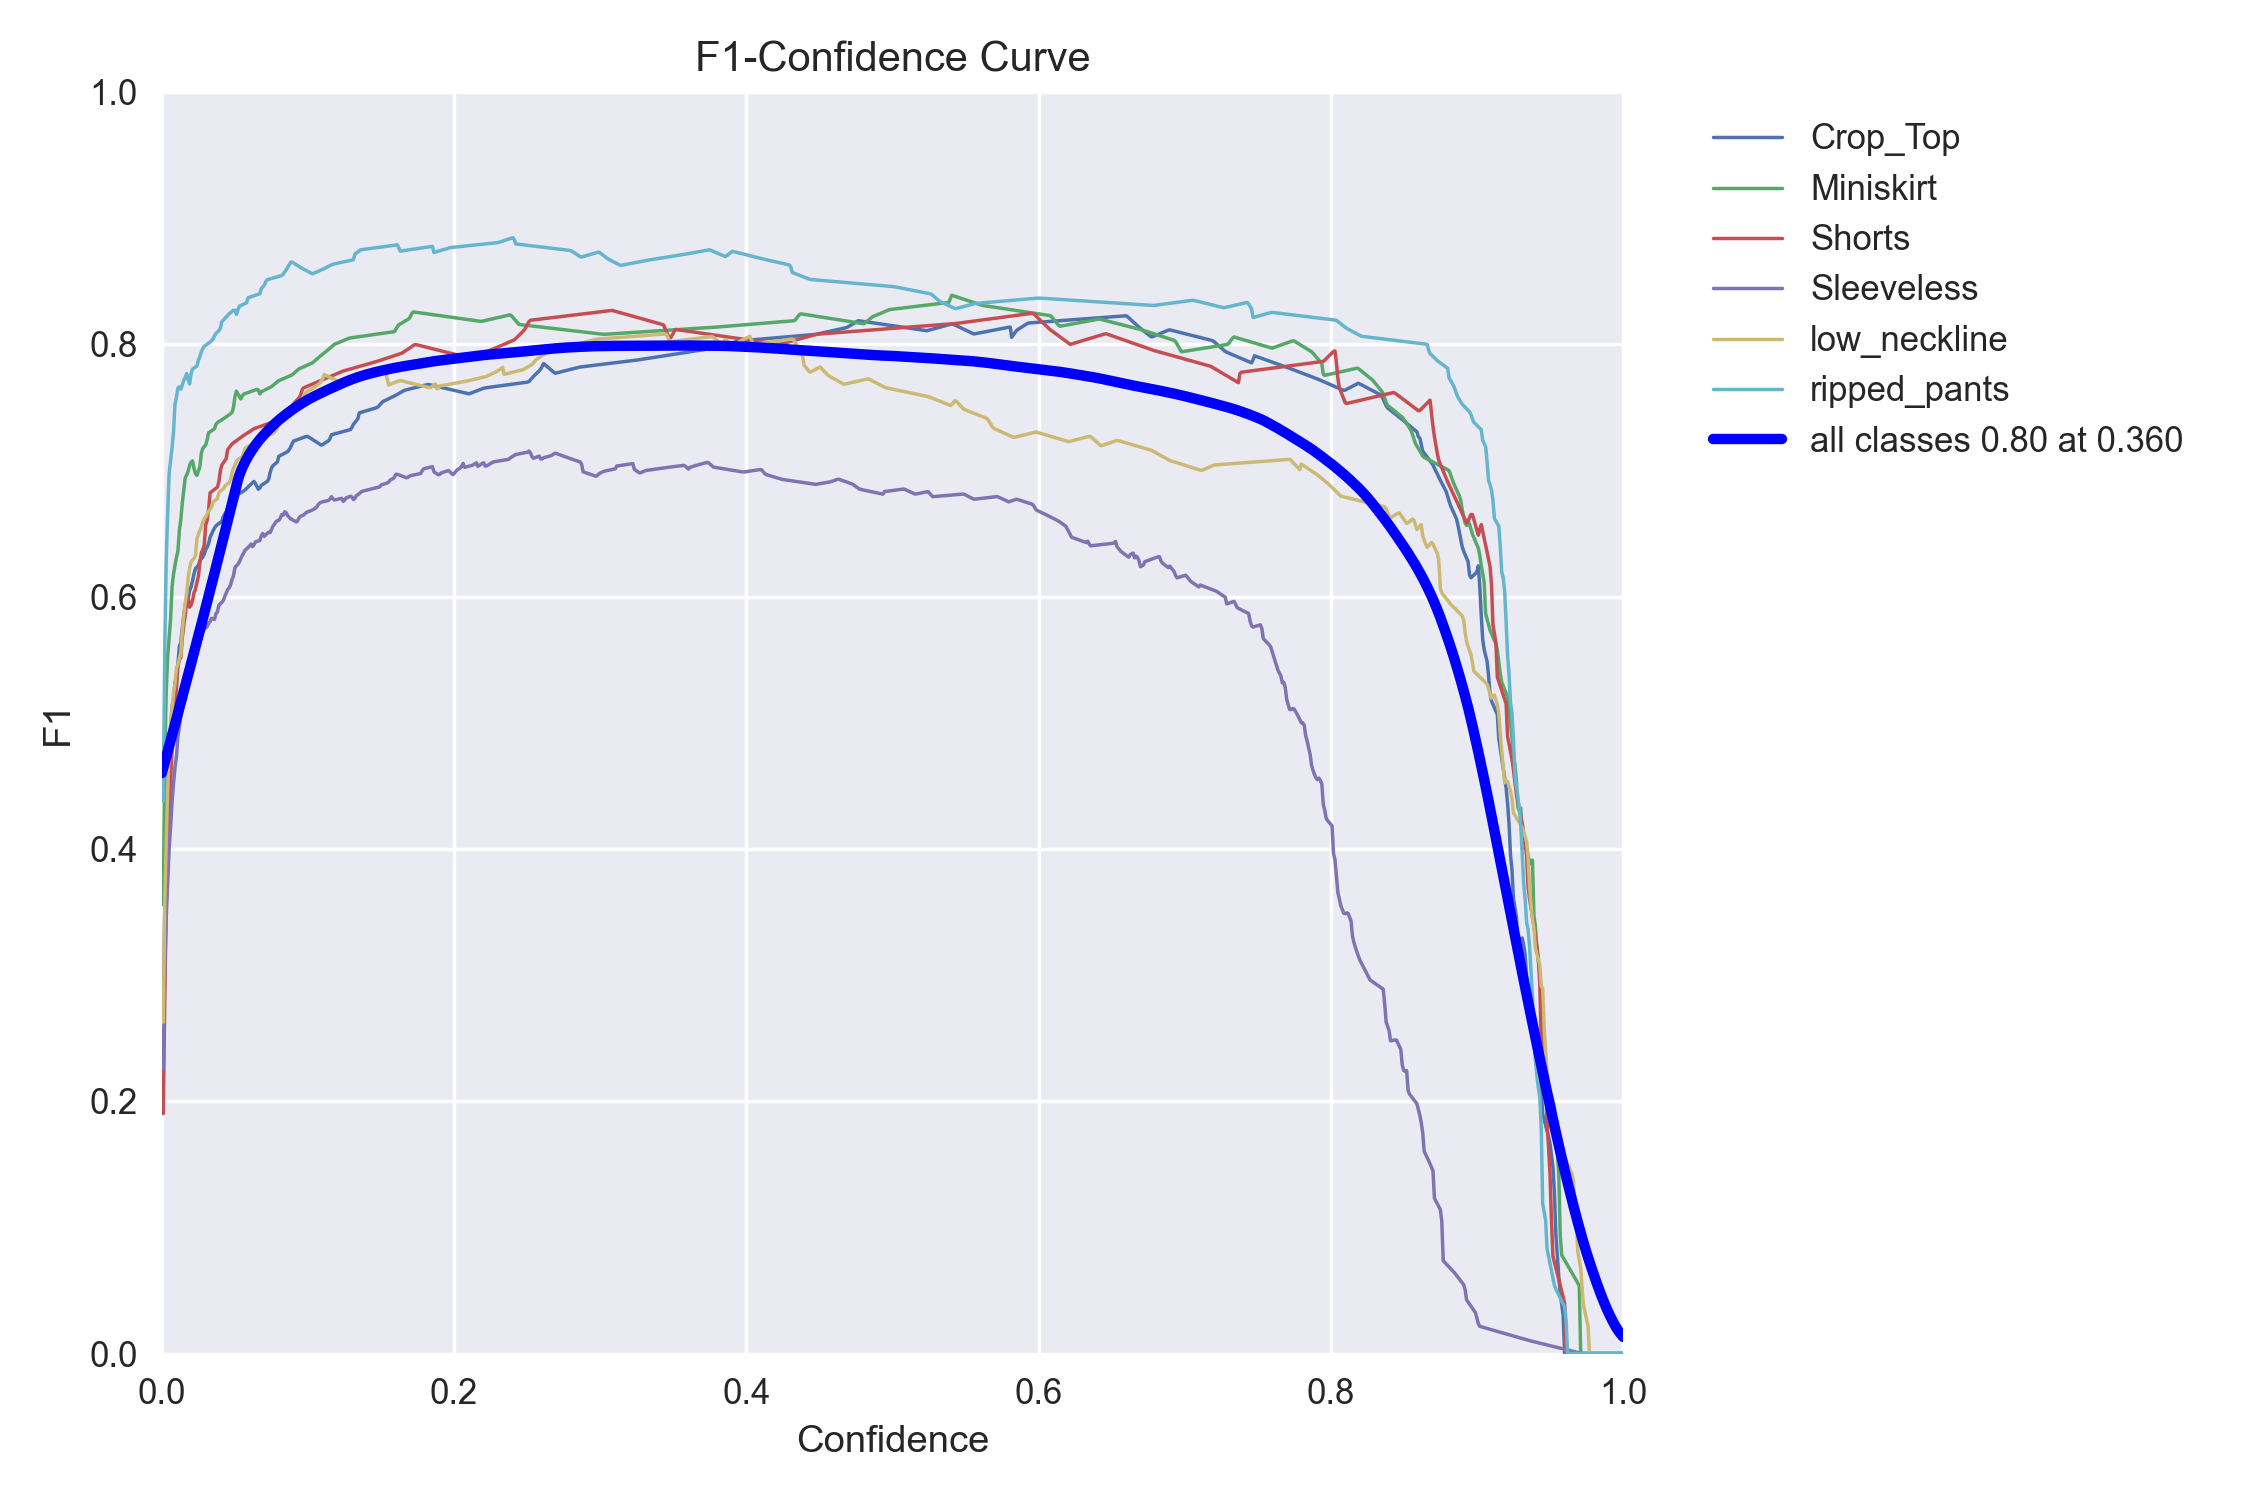 F1-Confidence Curve
1.0
0.8
0.6
0.4
0.2
0.0
F1
0.0 0.2 0.4 0.6 0.8 1.0
Confidence
Crop_Top
Miniskirt
Shorts
Sleeveless
low_neckline
ripped_pants
all classes 0.80 at 0.360